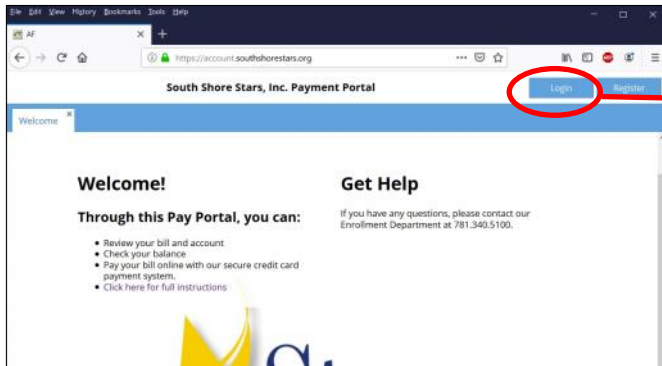 File Edit View History Bookmarks Tools Help
AF
https://account.southshorestars.org
South Shore Stars, Inc. Payment Portal
Login
Register
Welcome
Welcome!
Through this Pay Portal, you can:
Review your bill and account
Check your balance
Pay your bill online with our secure credit card
payment system.
Click here for full instructions
Get Help
If you have any questions, please contact our
Enrollment Department at 781.340.5100.